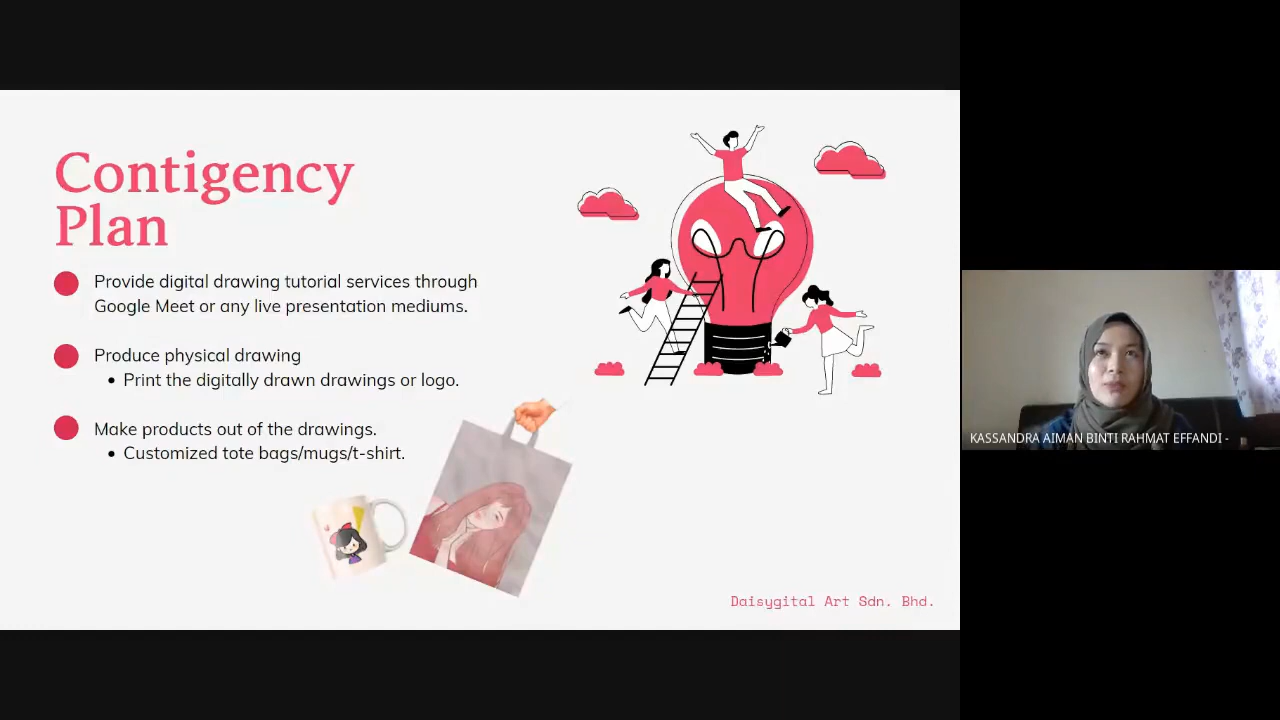 Contigency
Plan
Provide digital drawing tutorial services through
Google Meet or any live presentation mediums.
Produce physical drawing
Print the digitally drawn drawings or logo.
Make products out of the drawings.
Customized tote bags/mugs/t-shirt.
Daisygital Art Sdn. Bhd.
KASSANDRA AIMAN BINTI RAHMAT EFFANDI -